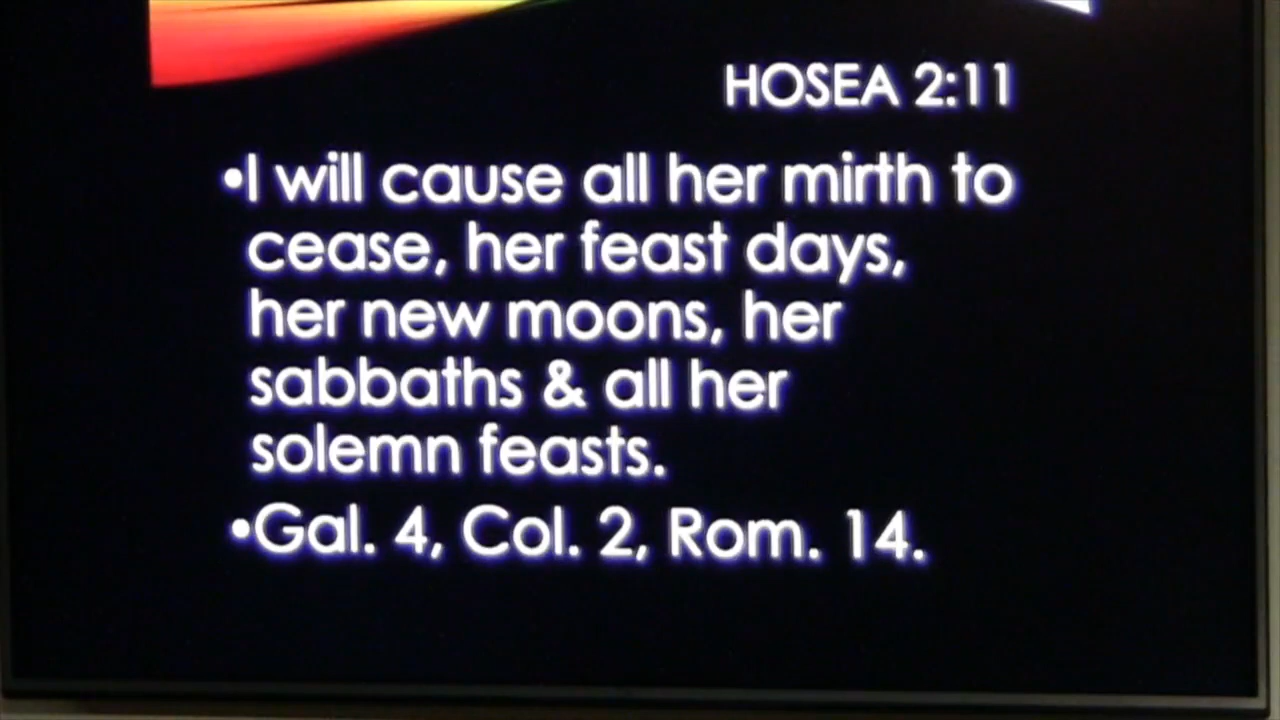 HOSEA 2:11
•I will cause all her mirth to
cease, her feast days,
her new moons, her
sabbaths & all her
solemn feasts.
•Gal. 4, Col. 2, Rom. 14.